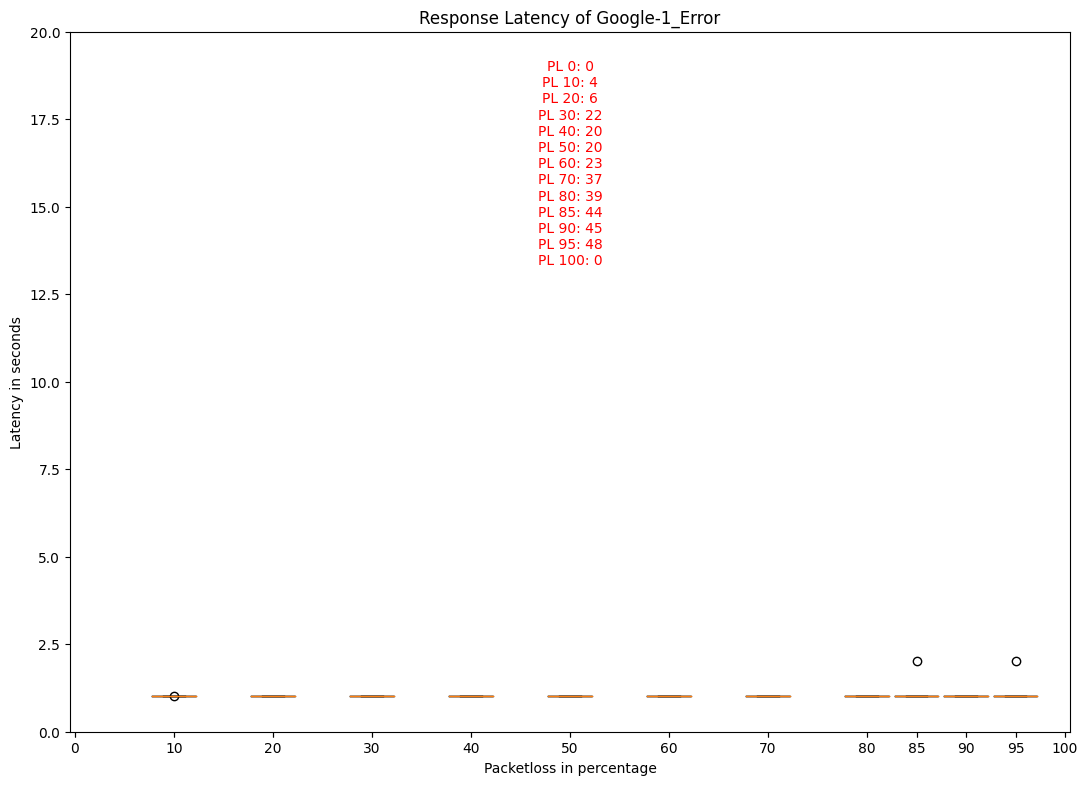 Response Latency of Google-1_Error
20.0
17.5
15.0
12.5
10.0
7.5
5.0
2.5
0.0
Latency in seconds
PL 0: 0
PL 10: 4
PL 20: 6
PL 30: 22
PL 40: 20
PL 50: 20
PL 60: 23
PL 70: 37
PL 80: 39
PL 85: 44
PL 90: 45
PL 95: 48
PL 100: 0
0 10 20 30 40 50 60 70 80 85 90 95 100
Packetloss in percentage